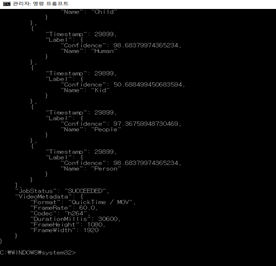 관리자: 명령 프롬프트
"Name": "Child"
}
},
{
"Timestamp": 29899,
"Label": {
"Confidence": 98.68379974365234,
"Name": "Human"
}
},
{
"Timestamp": 29899,
"Label": {
"Confidence": 50.688499450683594,
"Name": "Kid"
}
},
{
"Timestamp": 29899,
"Label": {
"Confidence": 97.36759948730469,
"Name": "People"
}
},
{
"Timestamp": 29899,
"Label": {
"Confidence": 98.68379974365234,
"Name": "Person"
}
}
],
"JobStatus": "SUCCEEDED",
"VideoMetadata": {
"Format": "QuickTime / MOV",
"FrameRate": 60.0,
"Codec": "h264",
"DurationMillis": 30600,
"FrameHeight": 1080,
"FrameWidth": 1920
}
}
C:₩WINDOWS₩system32>